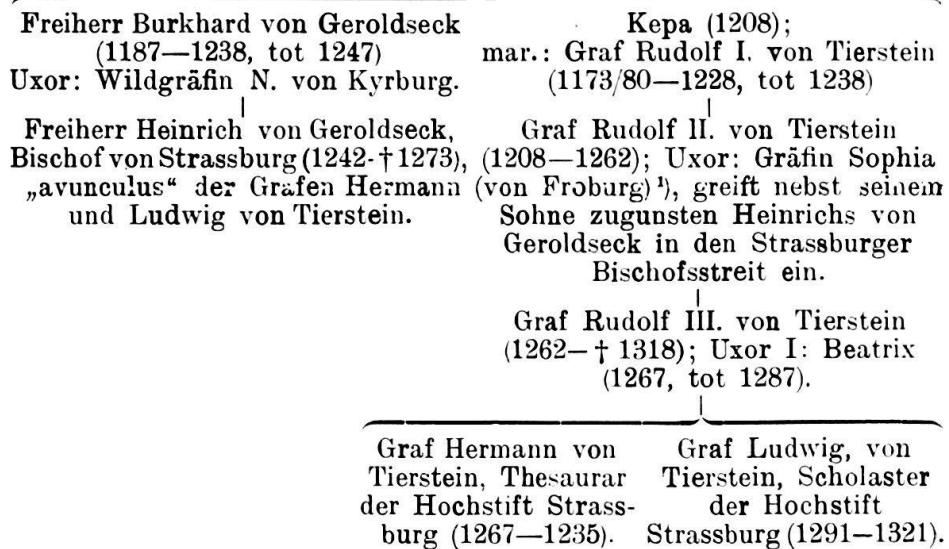 Freiherr Burkhard von Geroldseck
(1187—1238, tot 1247)
Uxor: Wildgräfin N. von Kyrburg.
Freiherr Heinrich von Geroldseck,
Bischof von Strassburg (1242-†1273),
„avunculus“ der Grafen Hermann
und Ludwig von Tierstein.
Kepa (1208);
mar.: Graf Rudolf I. von Tierstein
(1173/80—1228, tot 1238)
Graf Rudolf II. von Tierstein
(1208—1262); Uxor: Gräfin Sophia
(von Froburg) ¹), greift nebst seinem
Sohne zugunsten Heinrichs von
Geroldseck in den Strassburger
Bischofsstreit ein.
Graf Rudolf III. von Tierstein
(1262—† 1318); Uxor I: Beatrix
(1267, tot 1287).
Graf Hermann von
Tierstein, Thesaurar
der Hochstift Strass-
burg (1267—1235).
Graf Ludwig, von
Tierstein, Scholaster
der Hochstift
Strassburg (1291—1321).